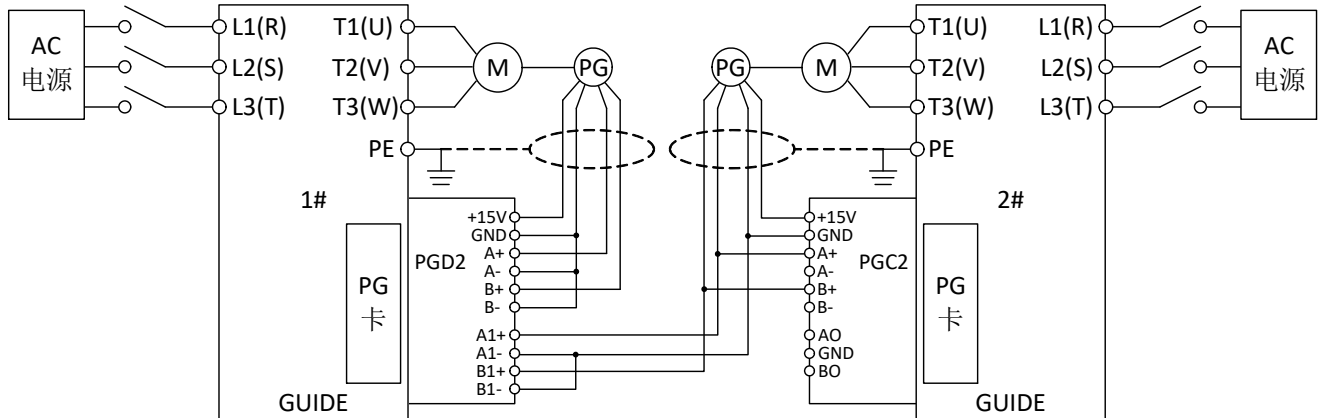 AC
电源
L1(R)
L2(S)
L3(T)
T1(U)
T2(V)
T3(W)
PE
M
PG
1#
PG
卡
GUIDE
PGD2
+15V
GND
A+
A-
B+
B-
A1+
A1-
B1+
B1-
PG
M
T1(U)
T2(V)
T3(W)
PE
L1(R)
L2(S)
L3(T)
AC
电源
2#
PGC2
+15V
GND
A+
A-
B+
B-
AO
GND
BO
PG
卡
GUIDE